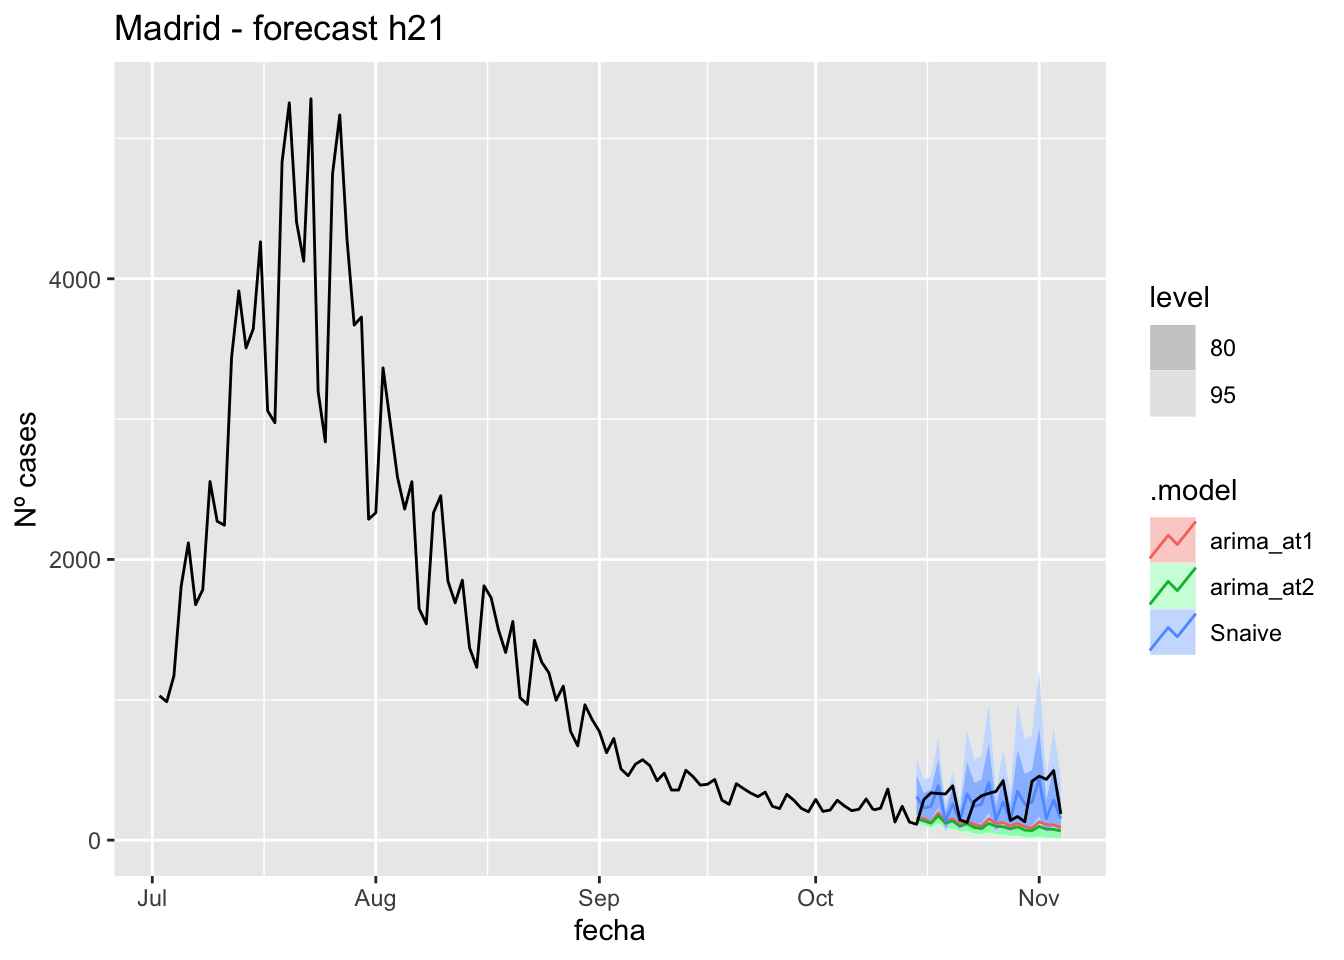 Madrid - forecast h21
Nº cases
4000
2000
0
Jul
Aug
Sep
Oct
Nov
fecha
level
80
95
.model
arima_at1
arima_at2
Snaive